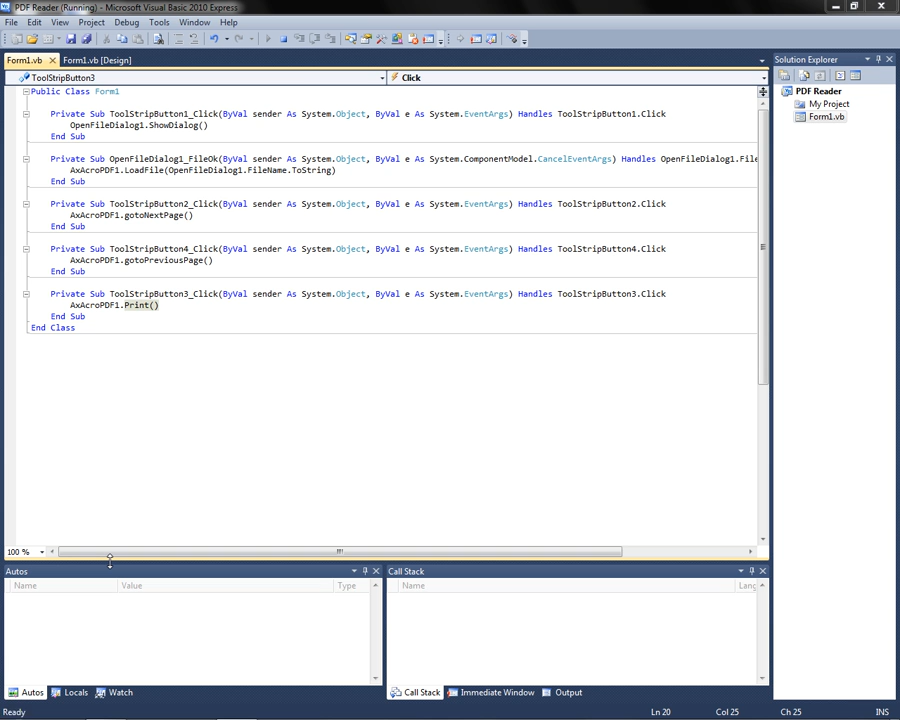 PDF Reader (Running) - Microsoft Visual Basic 2010 Express
File Edit View Project Debug Tools Window Help
Form1.vb Form1.vb [Design]
ToolStripButton3 Click
Public Class Form1
Private Sub ToolStripButton1_Click(ByVal sender As System.Object, ByVal e As System.EventArgs) Handles ToolStripButton1.Click
OpenFileDialog1.ShowDialog()
End Sub
Private Sub OpenFileDialog1_FileOk(ByVal sender As System.Object, ByVal e As System.ComponentModel.CancelEventArgs) Handles OpenFileDialog1.File
AxAcroPDF1.LoadFile(OpenFileDialog1.FileName.ToString)
End Sub
Private Sub ToolStripButton2_Click(ByVal sender As System.Object, ByVal e As System.EventArgs) Handles ToolStripButton2.Click
AxAcroPDF1.gotoNextPage()
End Sub
Private Sub ToolStripButton4_Click(ByVal sender As System.Object, ByVal e As System.EventArgs) Handles ToolStripButton4.Click
AxAcroPDF1.gotoPreviousPage()
End Sub
Private Sub ToolStripButton3_Click(ByVal sender As System.Object, ByVal e As System.EventArgs) Handles ToolStripButton3.Click
AxAcroPDF1.Print()
End Sub
End Class
100 %
Solution Explorer
PDF Reader
My Project
Form1.vb
Autos
Name Value Type
Autos Locals Watch
Call Stack
Name Lang
Call Stack Immediate Window Output
Ready Ln 20 Col 25 Ch 25 INS